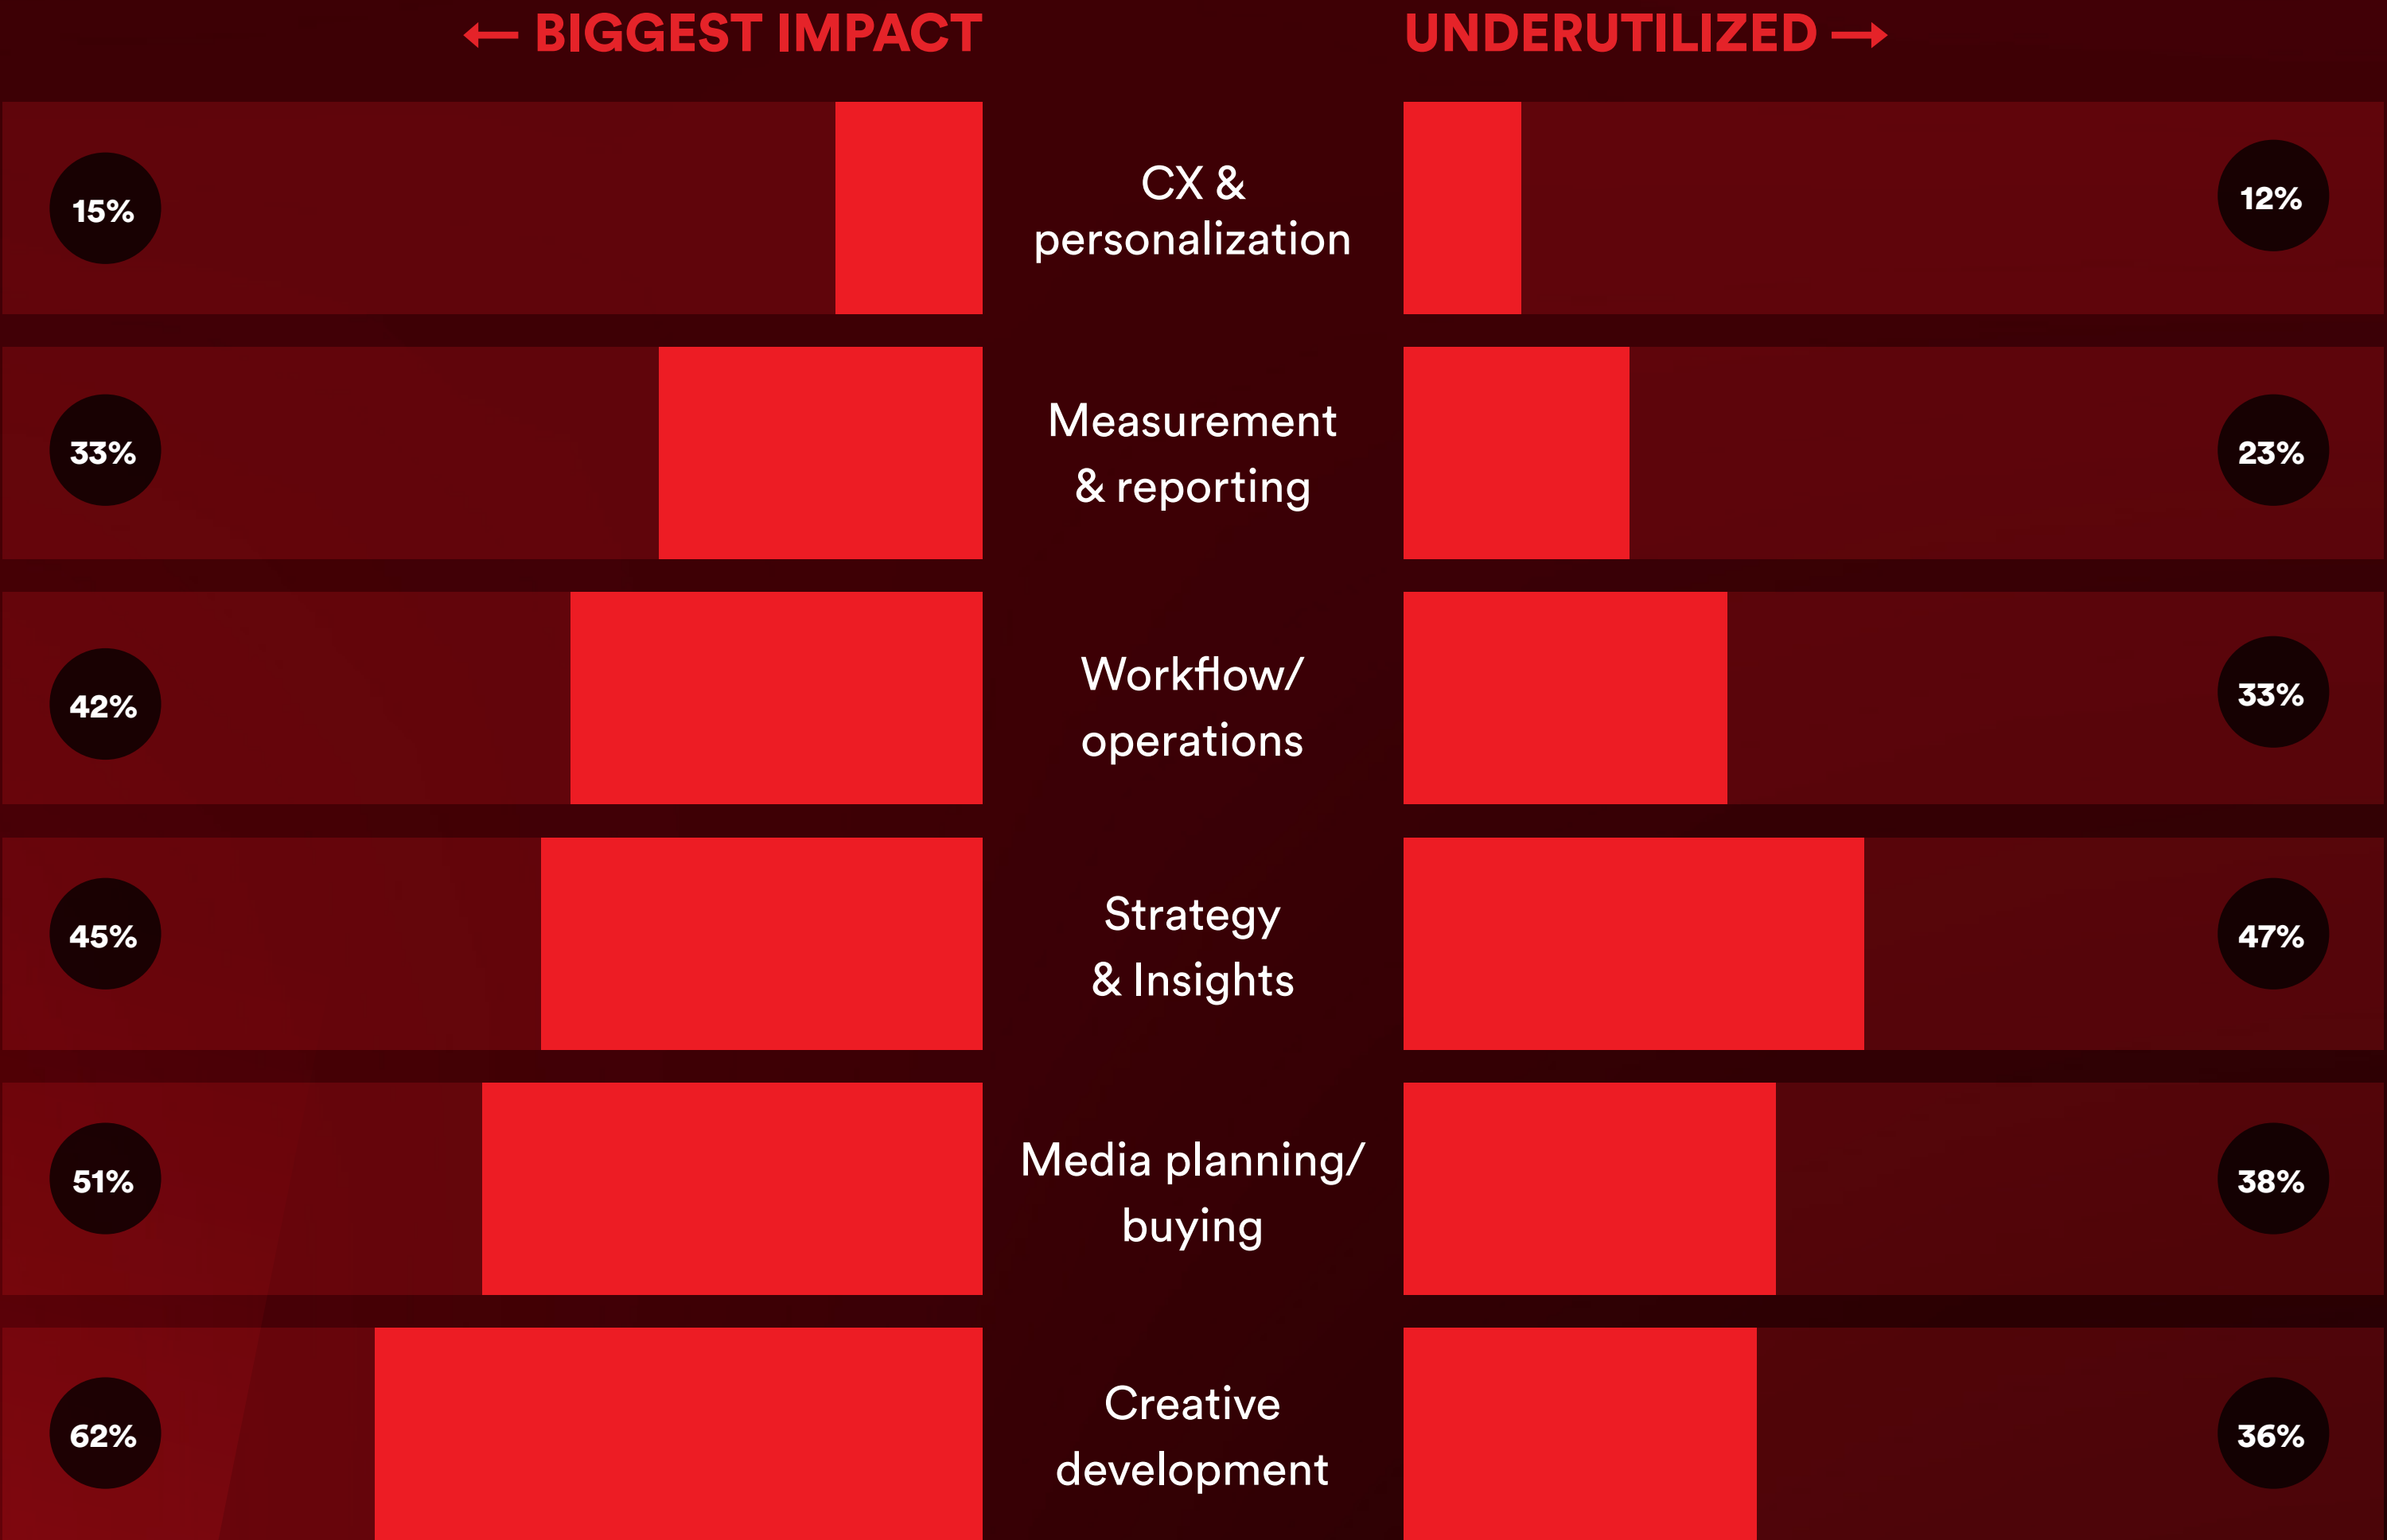 ← BIGGEST IMPACT
UNDERUTILIZED →
15%
CX &
personalization
12%
33%
Measurement
& reporting
23%
42%
Workflow/
operations
33%
45%
Strategy
& Insights
47%
51%
Media planning/
buying
38%
62%
Creative
development
36%